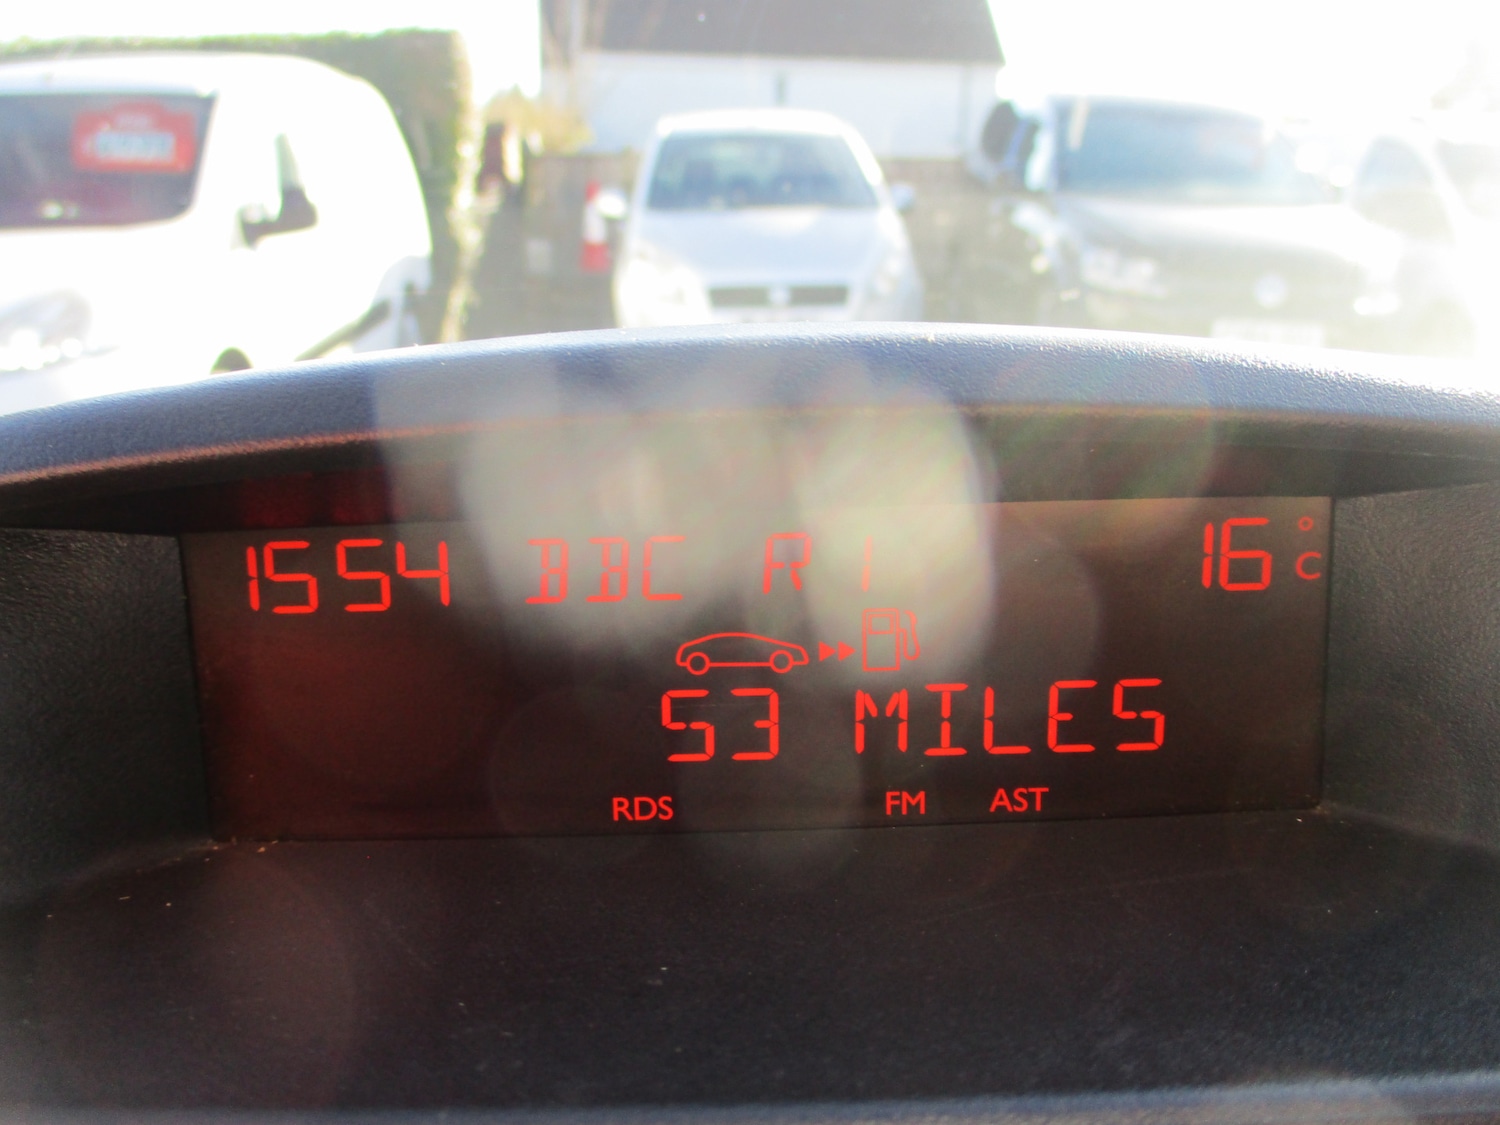 1554 BBC R1 16°C
53 MILES
RDS FM AST